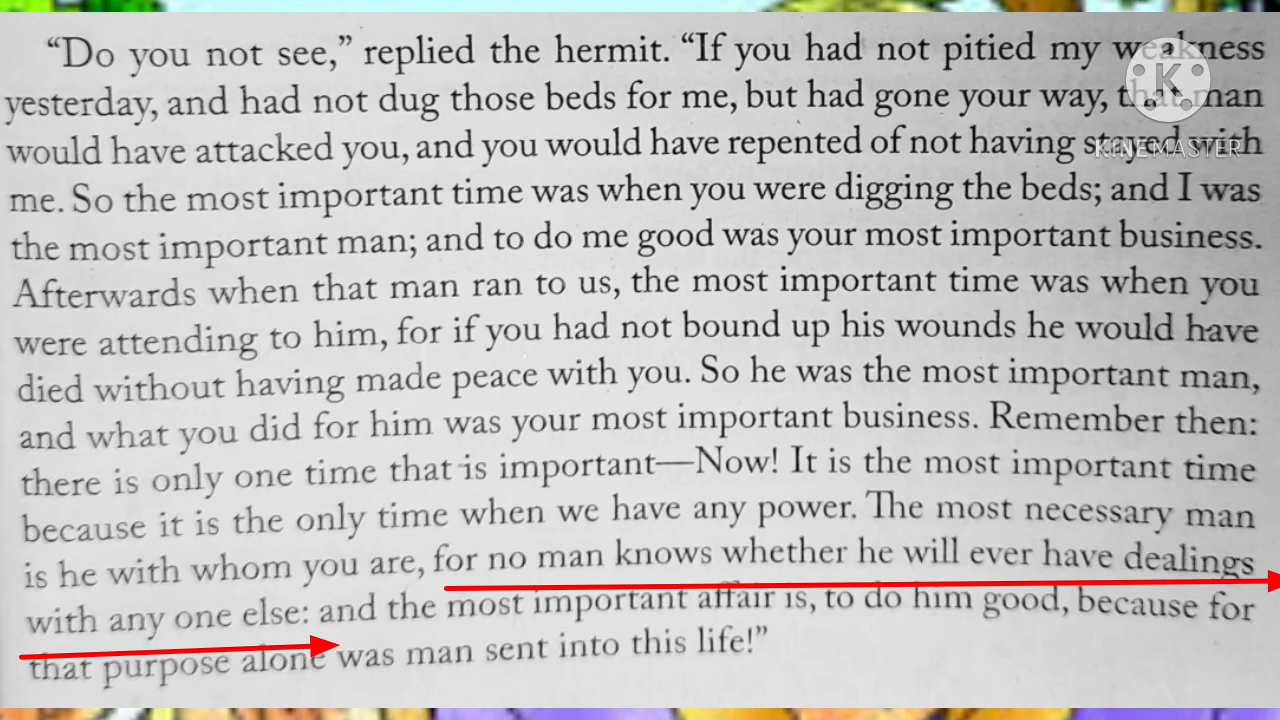 “Do you not see,” replied the hermit. “If you had not pitied my weakness
yesterday, and had not dug those beds for me, but had gone your way, that man
would have attacked you, and you would have repented of not having stayed with
me. So the most important time was when you were digging the beds; and I was
the most important man; and to do me good was your most important business.
Afterwards when that man ran to us, the most important time was when you
were attending to him, for if you had not bound up his wounds he would have
died without having made peace with you. So he was the most important man,
and what you did for him was your most important business. Remember then:
there is only one time that is important—Now! It is the most important time
because it is the only time when we have any power. The most necessary man
is he with whom you are, for no man knows whether he will ever have dealings
with any one else: and the most important affair is, to do him good, because for
that purpose alone was man sent into this life!”
K
KINEMASTER